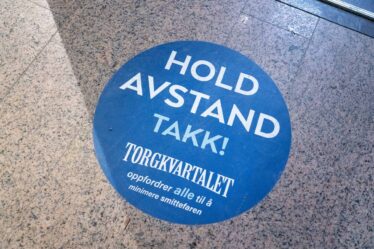 HOLD
AVSTAND
TAKK!
TORGKVARTALET
oppfordrer alle til å
minimere smittefaren